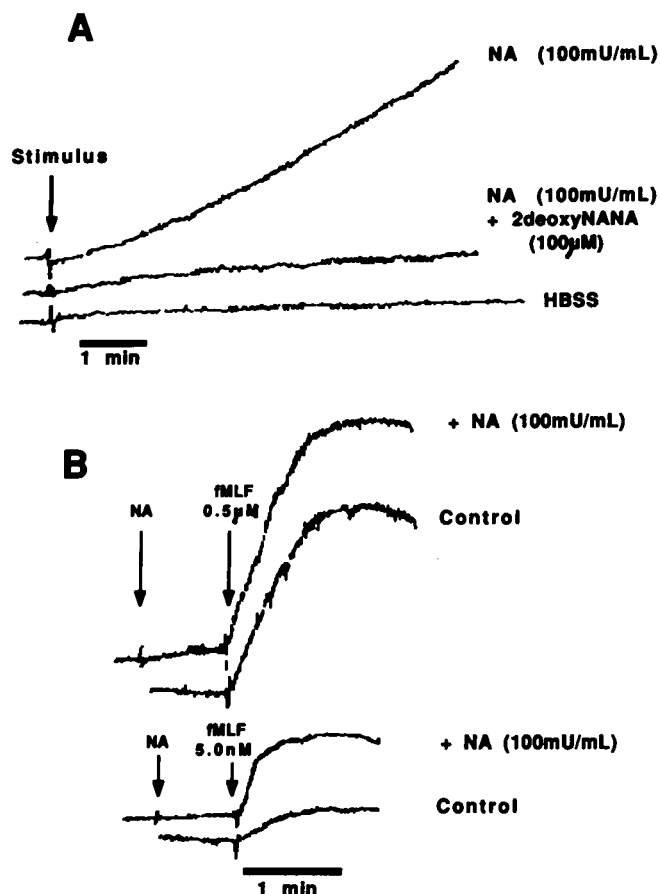 A
NA (100mU/mL)
Stimulus
NA (100mU/mL)
+ 2deoxyNANA
(100µM)
HBSS
1 min
B
+ NA (100mU/mL)
fMLF
0.5µM
NA
Control
fMLF
5.0nM
NA
+ NA (100mU/mL)
Control
1 min